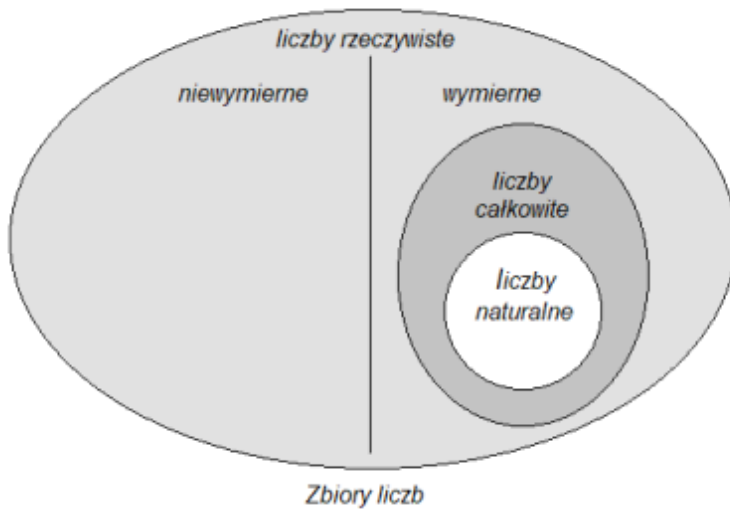 liczby rzeczywiste
niewymierne
wymierne
liczby
całkowite
liczby
naturalne
Zbiory liczb